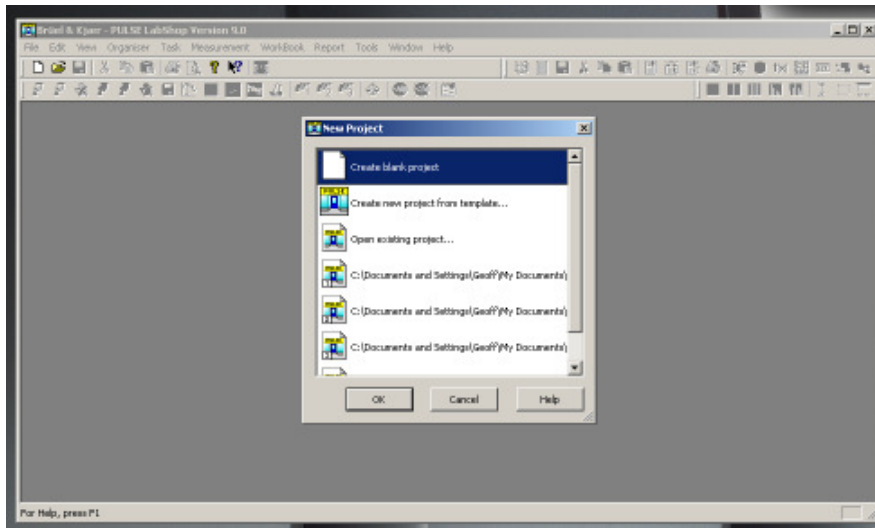 Brüel & Kjær - PULSE LabShop Version 9.0
File Edit View Organiser Task Measurement WorkBook Report Tools Window Help
New Project
Create blank project
Create new project from template...
Open existing project...
C:\Documents and Settings\Geoff\My Documents\
C:\Documents and Settings\Geoff\My Documents\
C:\Documents and Settings\Geoff\My Documents\
OK Cancel Help
For Help, press F1